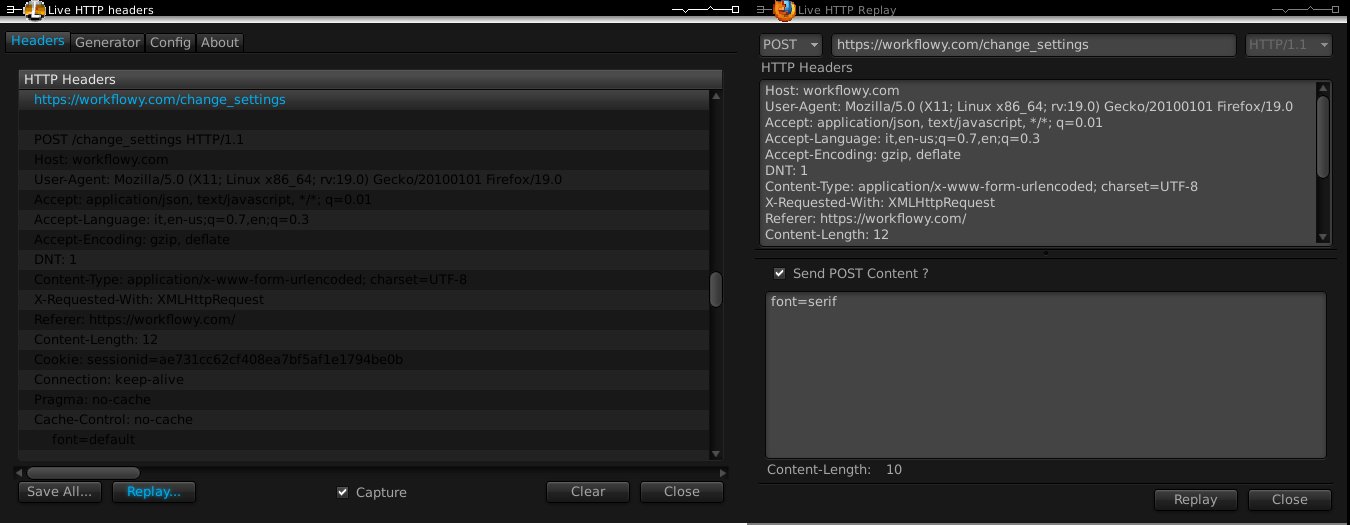 Live HTTP headers
Headers
Generator
Config
About
HTTP Headers
https://workflowy.com/change_settings
POST /change_settings HTTP/1.1
Host: workflowy.com
User-Agent: Mozilla/5.0 (X11; Linux x86_64; rv:19.0) Gecko/20100101 Firefox/19.0
Accept: application/json, text/javascript, */*; q=0.01
Accept-Language: it,en-us;q=0.7,en;q=0.3
Accept-Encoding: gzip, deflate
DNT: 1
Content-Type: application/x-www-form-urlencoded; charset=UTF-8
X-Requested-With: XMLHttpRequest
Referer: https://workflowy.com/
Content-Length: 12
Cookie: sessionid=ae731cc62cf408ea7bf5af1e1794be0b
Connection: keep-alive
Pragma: no-cache
Cache-Control: no-cache
font=default
Save All...
Replay...
Capture
Clear
Close
Live HTTP Replay
POST
https://workflowy.com/change_settings
HTTP/1.1
HTTP Headers
Host: workflowy.com
User-Agent: Mozilla/5.0 (X11; Linux x86_64; rv:19.0) Gecko/20100101 Firefox/19.0
Accept: application/json, text/javascript, */*; q=0.01
Accept-Language: it,en-us;q=0.7,en;q=0.3
Accept-Encoding: gzip, deflate
DNT: 1
Content-Type: application/x-www-form-urlencoded; charset=UTF-8
X-Requested-With: XMLHttpRequest
Referer: https://workflowy.com/
Content-Length: 12
Send POST Content ?
font=serif
Content-Length: 10
Replay
Close